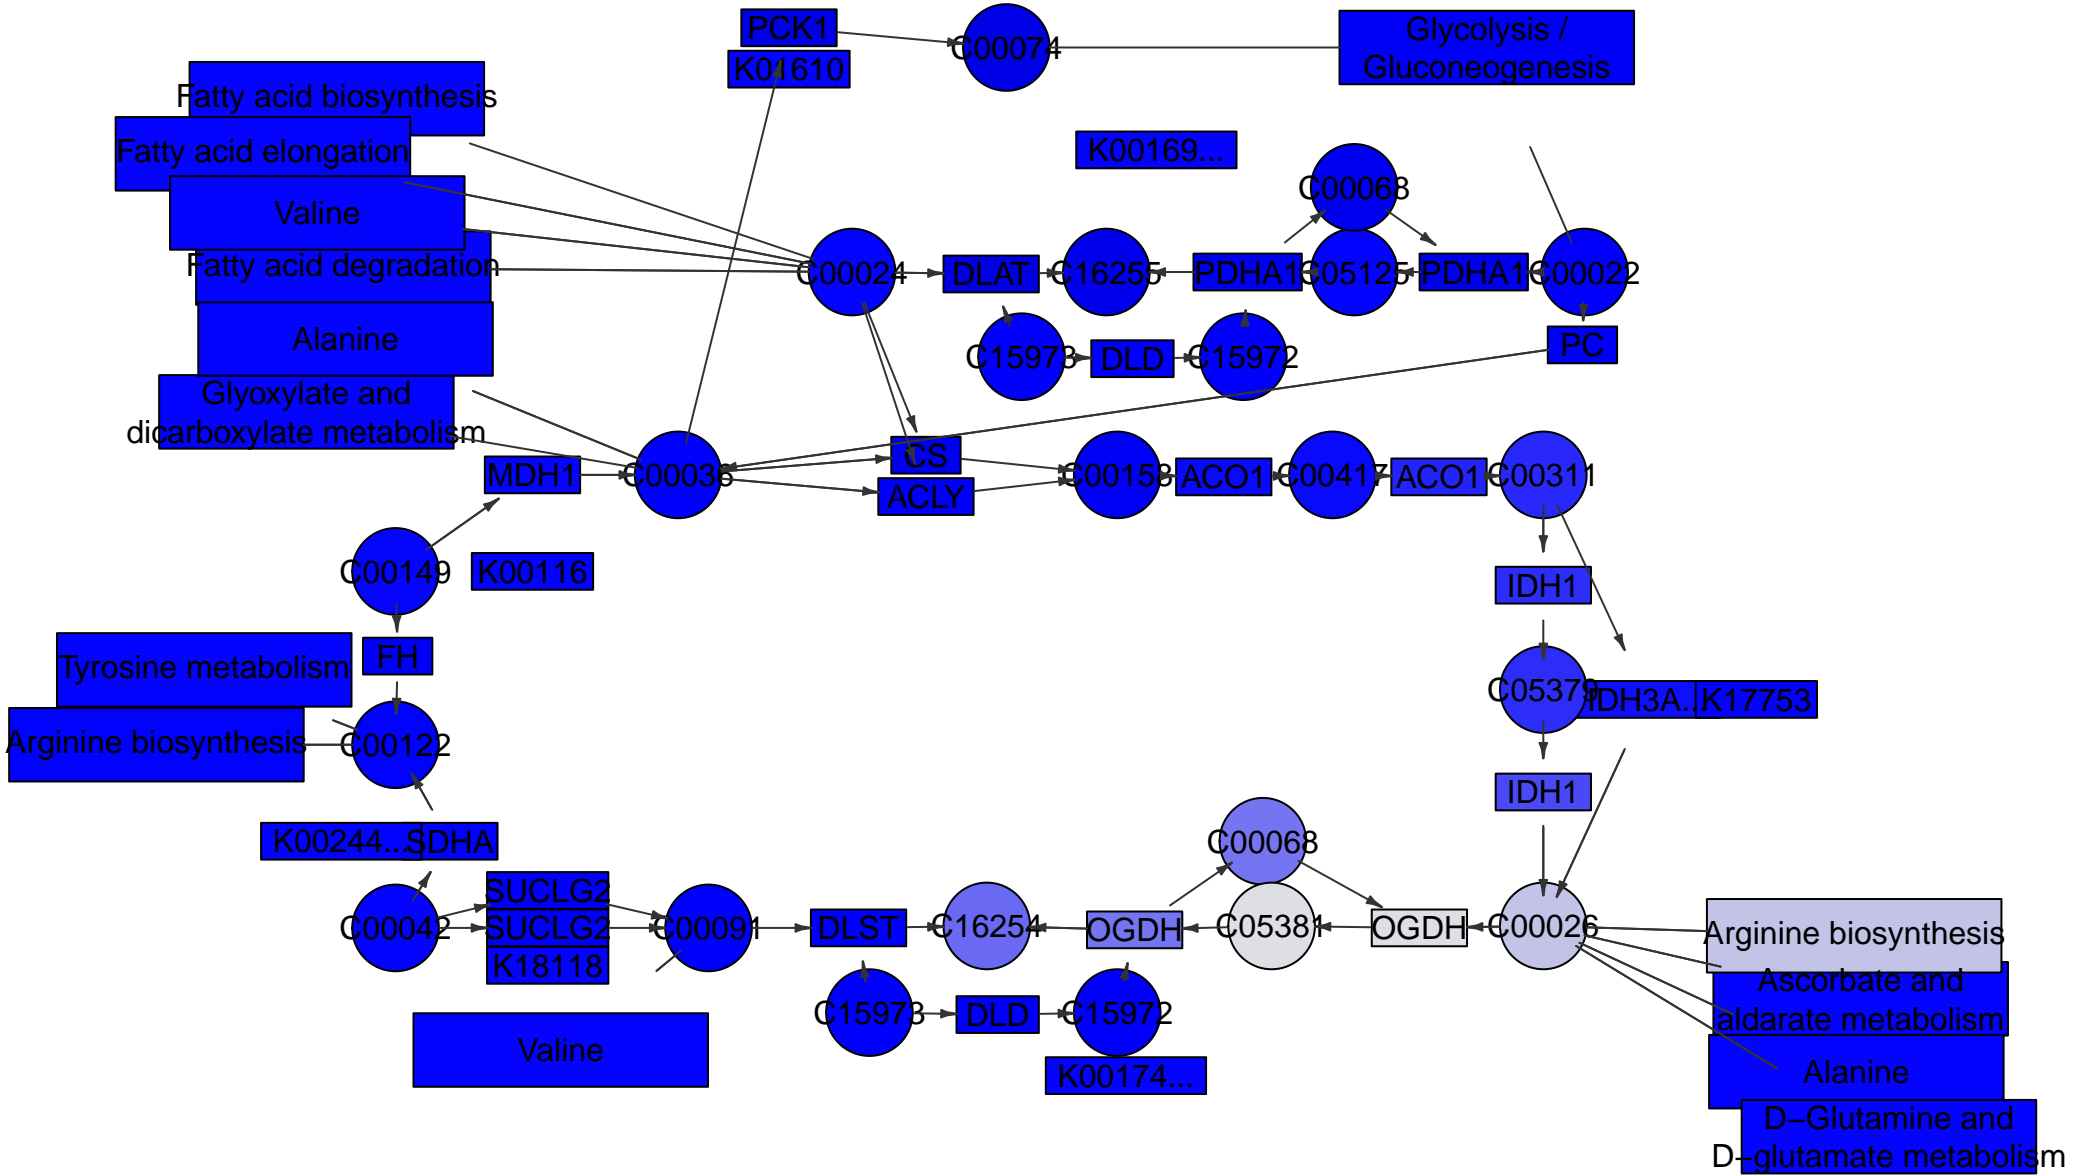 PCK1
C00074
Glycolysis /
Gluconeogenesis
K01610
Fatty acid biosynthesis
Fatty acid elongation
K00169...
C00068
Valine
Fatty acid degradation
C00024
DLAT
C16255
PDHA1
C05125
PDHA1
C00022
Alanine
C15973
DLD
C15972
PC
Glyoxylate and
dicarboxylate metabolism
MDH1
C00036
CS
ACLY
C00158
ACO1
C00417
ACO1
C00311
C00149
K00116
IDH1
FH
Tyrosine metabolism
C05379
IDH3A...
K17753
Arginine biosynthesis
C00122
IDH1
K00244...
SDHA
C00068
SUCLG2
C00042
SUCLG2
C00091
DLST
C16254
OGDH
C05381
OGDH
C00026
Arginine biosynthesis
K18118
Ascorbate and
aldarate metabolism
C15973
DLD
C15972
Valine
K00174...
Alanine
D−Glutamine and
D−glutamate metabolism